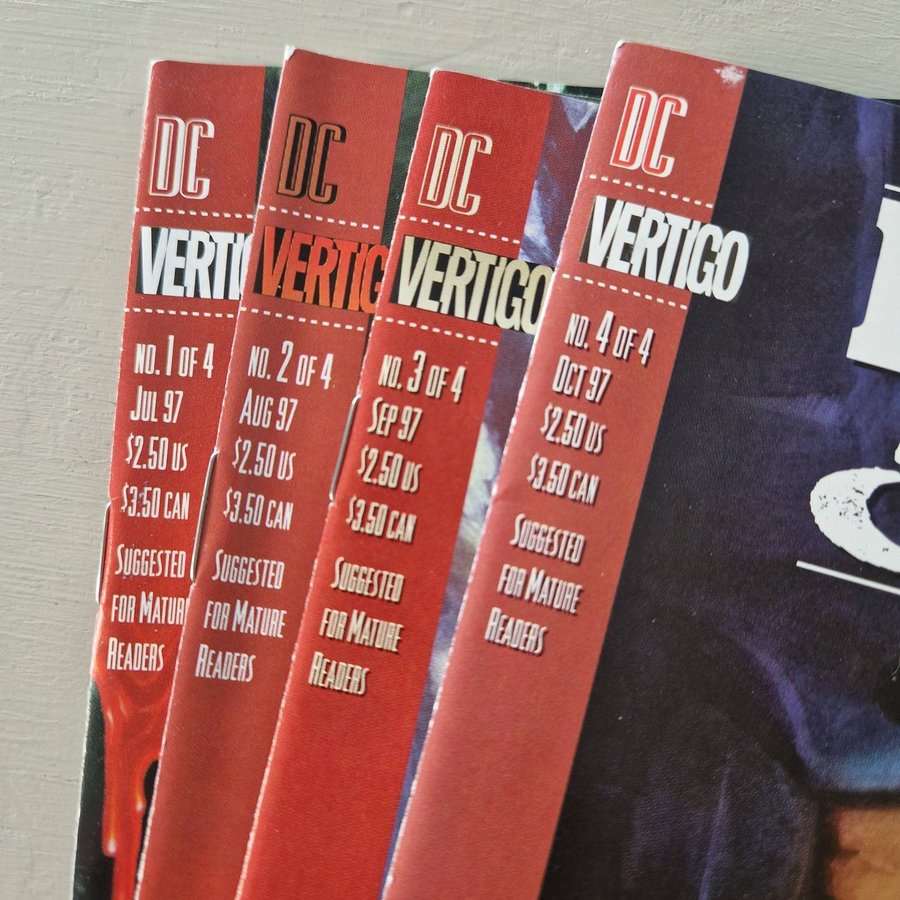 DC
VERTIGO
NO. 1 OF 4
JUL 97
$2.50 US
$3.50 CAN
SUGGESTED
FOR MATURE
READERS
DC
VERTIGO
NO. 2 OF 4
AUG 97
$2.50 US
$3.50 CAN
SUGGESTED
FOR MATURE
READERS
DC
VERTIGO
NO. 3 OF 4
SEP 97
$2.50 US
$3.50 CAN
SUGGESTED
FOR MATURE
READERS
DC
VERTIGO
NO. 4 OF 4
OCT 97
$2.50 US
$3.50 CAN
SUGGESTED
FOR MATURE
READERS